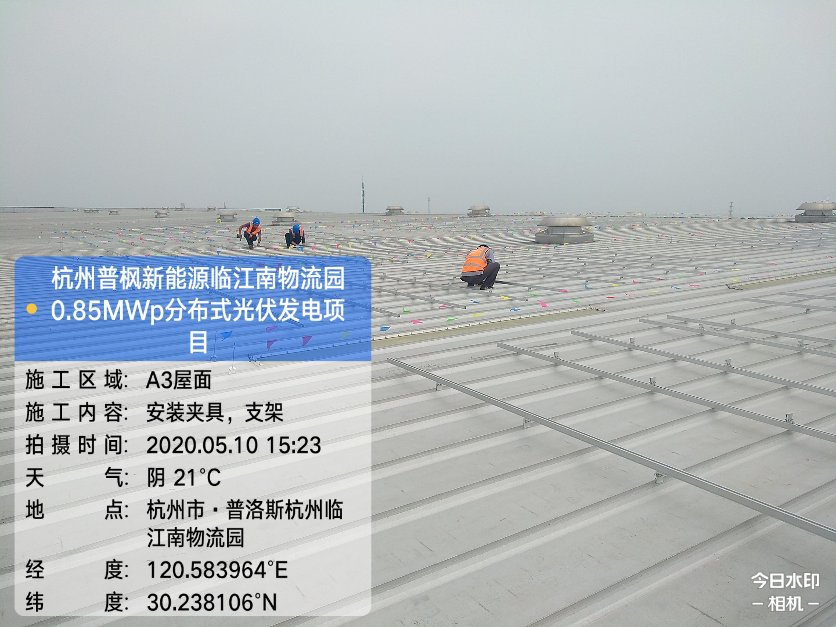 杭州普枫新能源临江南物流园
0.85MWp分布式光伏发电项
目
施工区域: A3屋面
施工内容: 安装夹具，支架
拍摄时间: 2020.05.10 15:23
天气: 阴 21°C
地点: 杭州市·普洛斯杭州临
江南物流园
经度: 120.583964°E
纬度: 30.238106°N
今日水印
- 相机 -